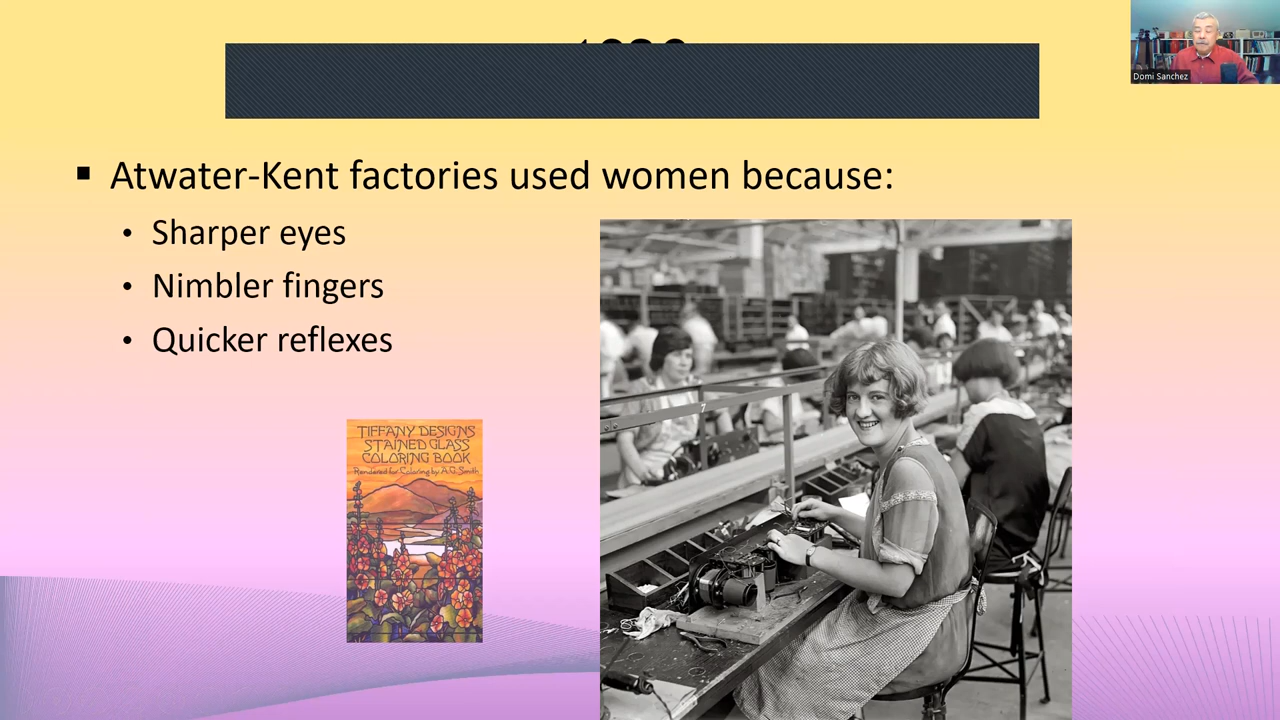 Domi Sanchez
Atwater-Kent factories used women because:
Sharper eyes
Nimbler fingers
Quicker reflexes
TIFFANY DESIGNS
STAINED GLASS
COLORING BOOK
Rendered for Coloring by A.G. Smith
7